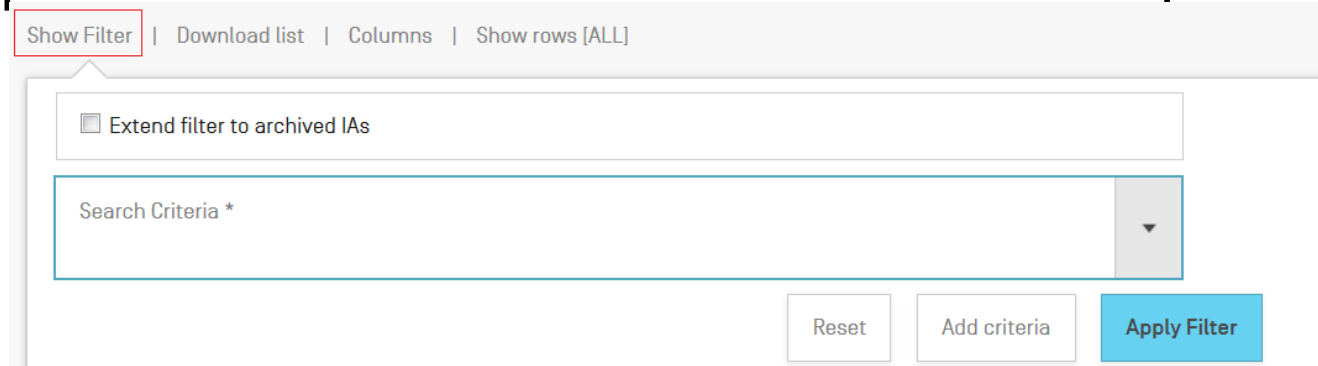 Show Filter | Download list | Columns | Show rows [ALL]
Extend filter to archived IAs
Search Criteria *
Reset Add criteria Apply Filter